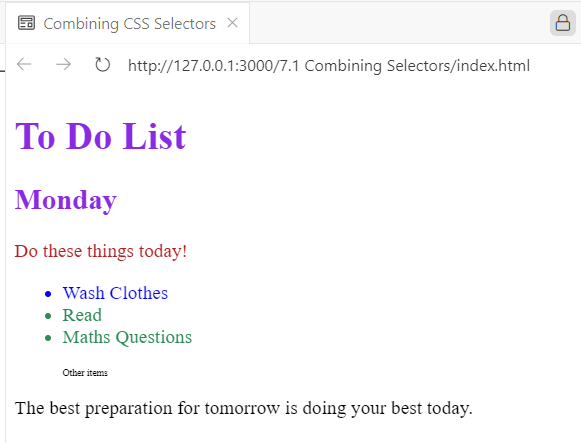 Combining CSS Selectors
http://127.0.0.1:3000/7.1 Combining Selectors/index.html
To Do List
Monday
Do these things today!
Wash Clothes
Read
Maths Questions
Other items
The best preparation for tomorrow is doing your best today.